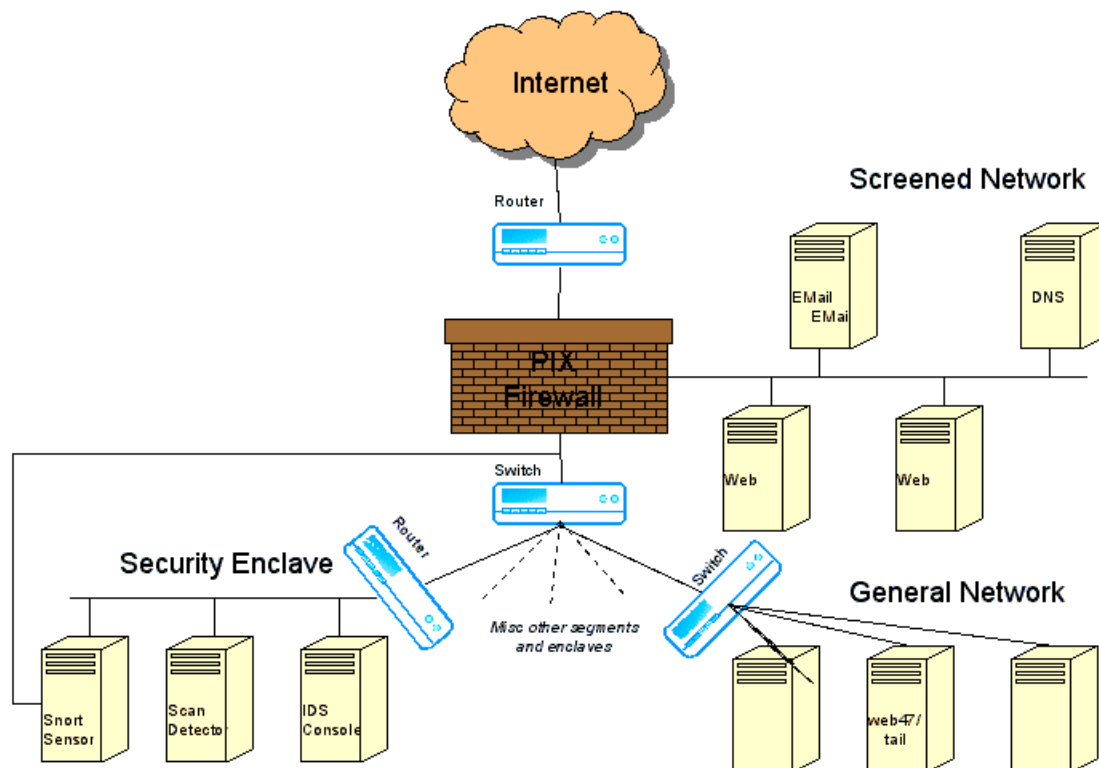 Internet
Screened Network
Router
EMail
EMai
DNS
PIX
Firewall
Switch
Web
Web
Router
Security Enclave
Switch
General Network
Misc other segments
and enclaves
Snort
Sensor
Scan
Detector
IDS
Console
web47/
tail